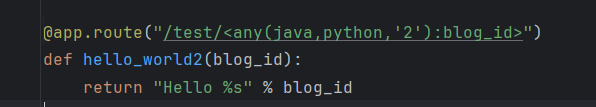 @app.route("/test/<any(java,python,'2'):blog_id>")
def hello_world2(blog_id):
    return "Hello %s" % blog_id